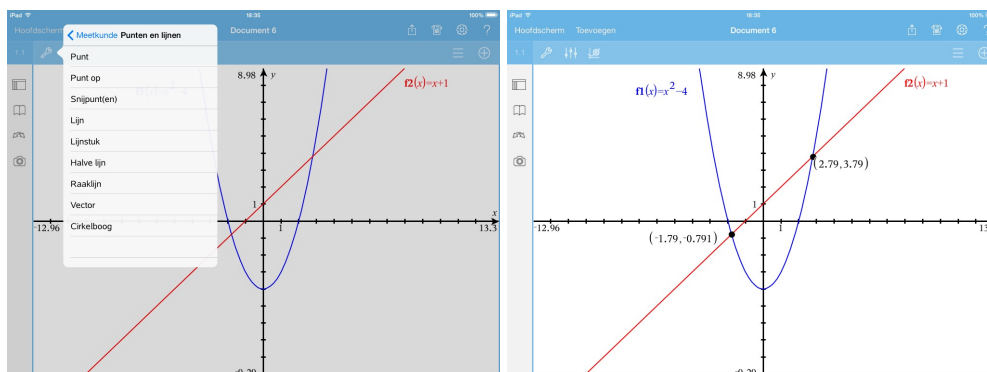 iPad 18:35 100%
Hoofdscherm Document 6
1.1
Meetkunde Punten en lijnen
Punt
Punt op
Snijpunt(en)
Lijn
Lijnstuk
Halve lijn
Raaklijn
Vector
Cirkelboog
8.98 y
f2(x)=x+1
1
x
-12.96 1 13.3
iPad 18:35 100%
Hoofdscherm Toevoegen Document 6 ?
1.1
8.98 y
f1(x)=x²-4
f2(x)=x+1
(2.79,3.79)
1
-12.96 1
(-1.79,-0.791)